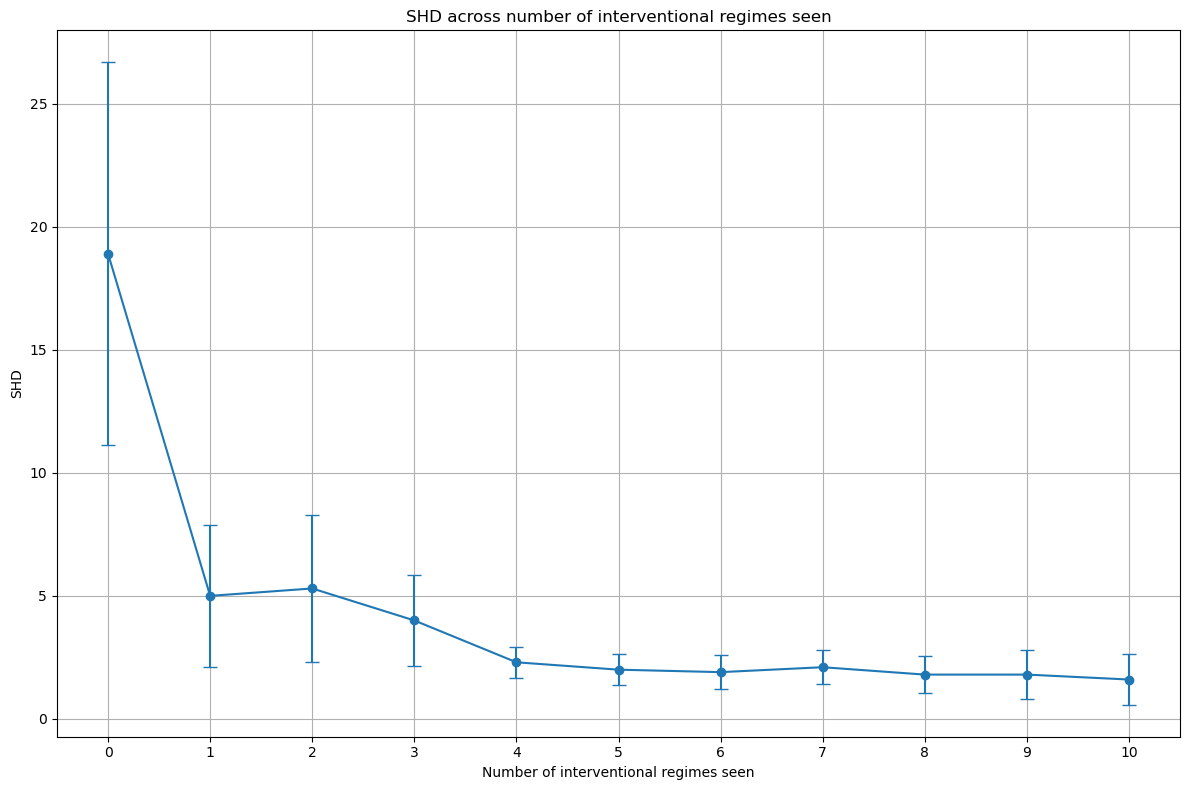 SHD across number of interventional regimes seen
25
20
15
10
5
0
SHD
0 1 2 3 4 5 6 7 8 9 10
Number of interventional regimes seen